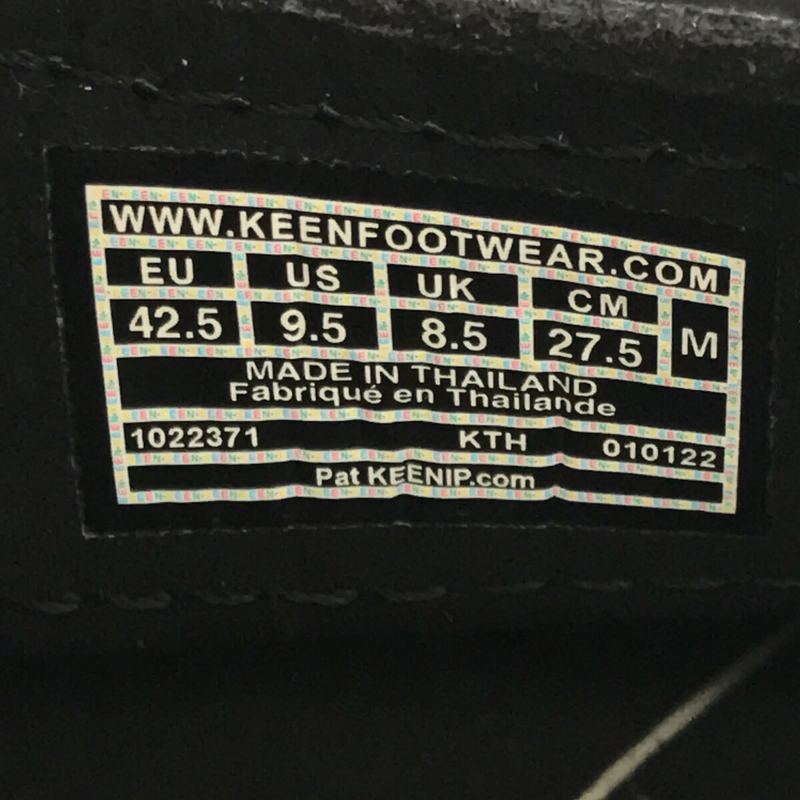 WWW.KEENFOOTWEAR.COM
EU US UK CM M
42.5 9.5 8.5 27.5
MADE IN THAILAND
Fabriqué en Thailande
1022371 KTH 010122
Pat KEENIP.com